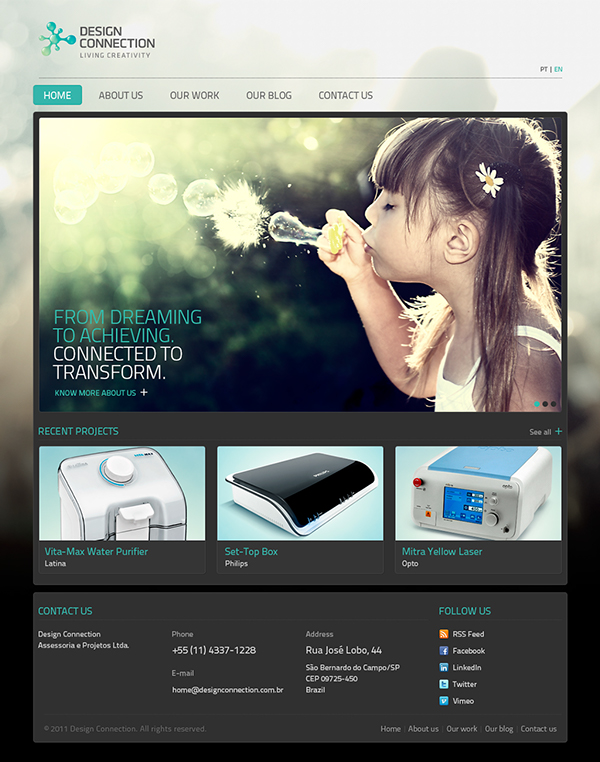 DESIGN
CONNECTION
LIVING CREATIVITY
PT | EN
HOME
ABOUT US
OUR WORK
OUR BLOG
CONTACT US
FROM DREAMING
TO ACHIEVING.
CONNECTED TO
TRANSFORM.
KNOW MORE ABOUT US +
RECENT PROJECTS
See all +
Vita-Max Water Purifier
Latina
PHILIPS
Set-Top Box
Philips
opto
Mitra Yellow Laser
Opto
CONTACT US
Design Connection
Assessoria e Projetos Ltda.
Phone
+55 (11) 4337-1228
E-mail
home@designconnection.com.br
Address
Rua José Lobo, 44
São Bernardo do Campo/SP
CEP 09725-450
Brazil
FOLLOW US
RSS Feed
Facebook
LinkedIn
Twitter
Vimeo
© 2011 Design Connection. All rights reserved.
Home | About us | Our work | Our blog | Contact us